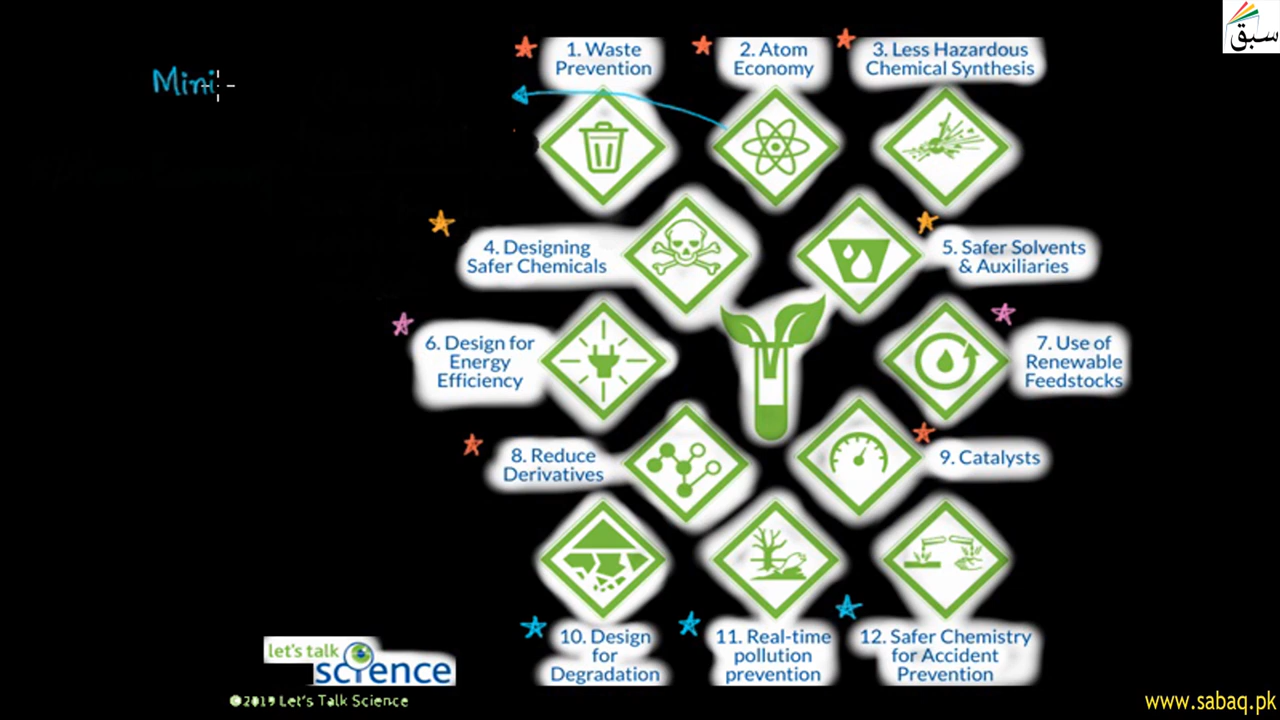 سبق
1. Waste
Prevention
2. Atom
Economy
3. Less Hazardous
Chemical Synthesis
Mini
4. Designing
Safer Chemicals
5. Safer Solvents
& Auxiliaries
6. Design for
Energy
Efficiency
7. Use of
Renewable
Feedstocks
8. Reduce
Derivatives
9. Catalysts
10. Design
for
Degradation
11. Real-time
pollution
prevention
12. Safer Chemistry
for Accident
Prevention
let's talk
science
©2019 Let's Talk Science
www.sabaq.pk